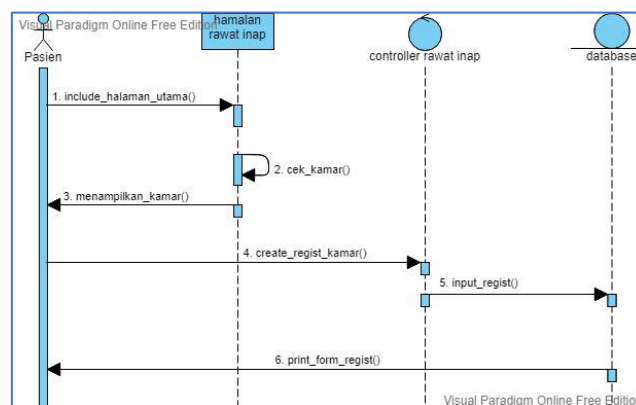 Visual Paradigm Online Free Edition
Pasien
hamalan
rawat inap
controller rawat inap
database
1. include_halaman_utama()
2. cek_kamar()
3. menampilkan_kamar()
4. create_regist_kamar()
5. input_regist()
6. print_form_regist()
Visual Paradigm Online Free Edition